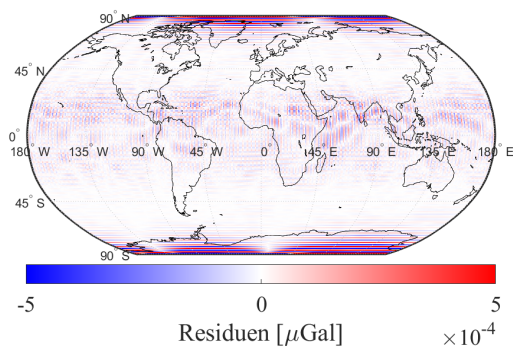 90° N
45° N
0°
180° W 135° W 90° W 45° W 0° 45° E 90° E 135° E 180° E
45° S
90° S
-5 0 5
Residuen [μGal] ×10⁻⁴